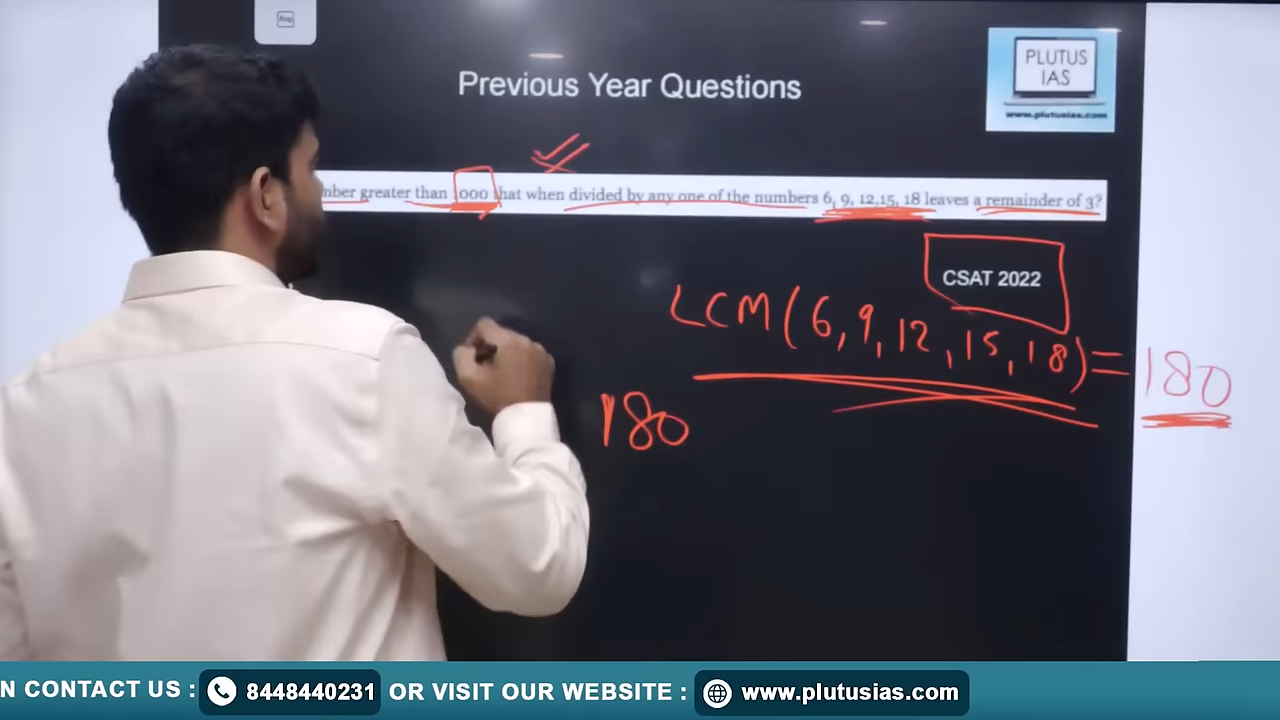 Previous Year Questions
PLUTUS
IAS
www.plutusias.com
greater than 1000 that when divided by any one of the numbers 6, 9, 12,15, 18 leaves a remainder of 3?
CSAT 2022
LCM(6,9,12,15,18)=180
180
N CONTACT US : 8448440231 OR VISIT OUR WEBSITE : www.plutusias.com